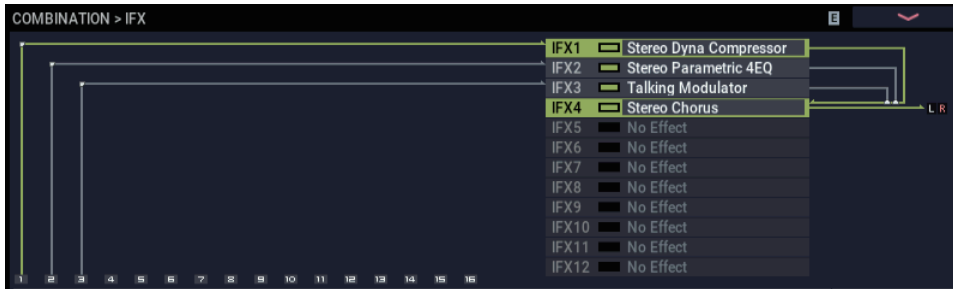 COMBINATION > IFX E
IFX1 Stereo Dyna Compressor
IFX2 Stereo Parametric 4EQ
IFX3 Talking Modulator
IFX4 Stereo Chorus L R
IFX5 No Effect
IFX6 No Effect
IFX7 No Effect
IFX8 No Effect
IFX9 No Effect
IFX10 No Effect
IFX11 No Effect
IFX12 No Effect
1 2 3 4 5 6 7 8 9 10 11 12 13 14 15 16